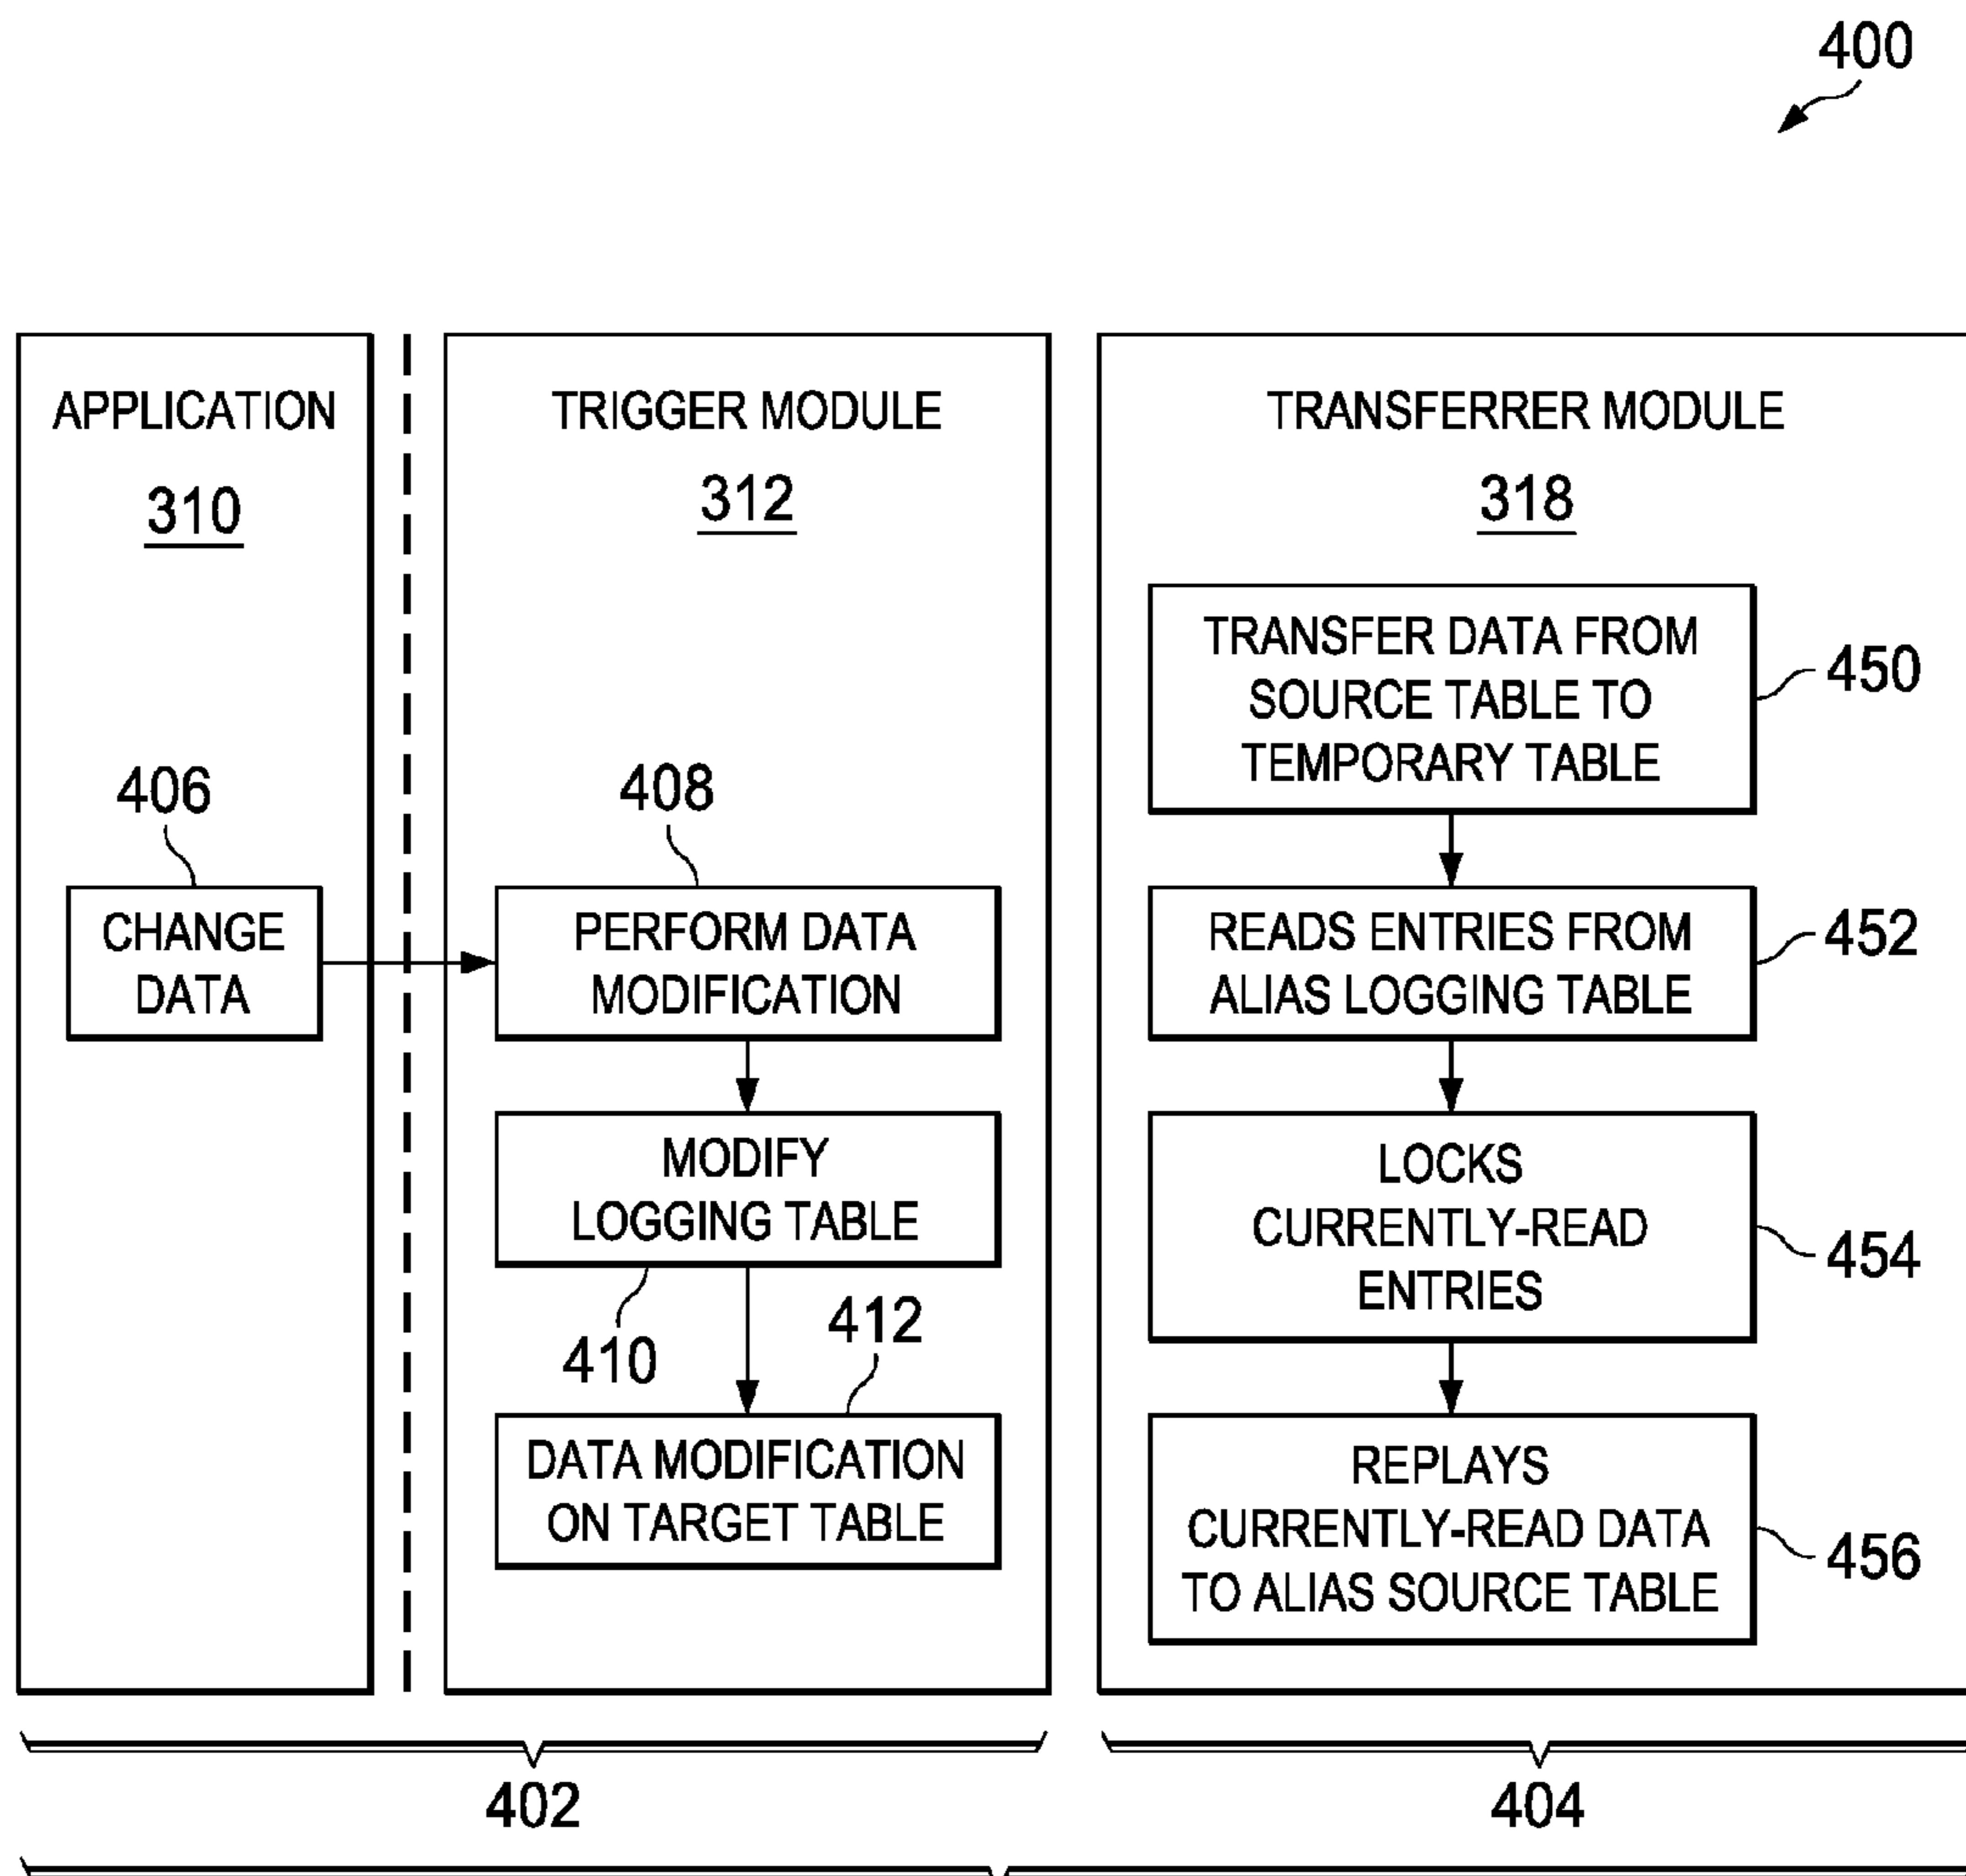 400
APPLICATION
310
406
CHANGE
DATA
TRIGGER MODULE
312
408
PERFORM DATA
MODIFICATION
MODIFY
LOGGING TABLE
410
412
DATA MODIFICATION
ON TARGET TABLE
402
TRANSFERRER MODULE
318
TRANSFER DATA FROM
SOURCE TABLE TO
TEMPORARY TABLE
450
READS ENTRIES FROM
ALIAS LOGGING TABLE
452
LOCKS
CURRENTLY-READ
ENTRIES
454
REPLAYS
CURRENTLY-READ DATA
TO ALIAS SOURCE TABLE
456
404